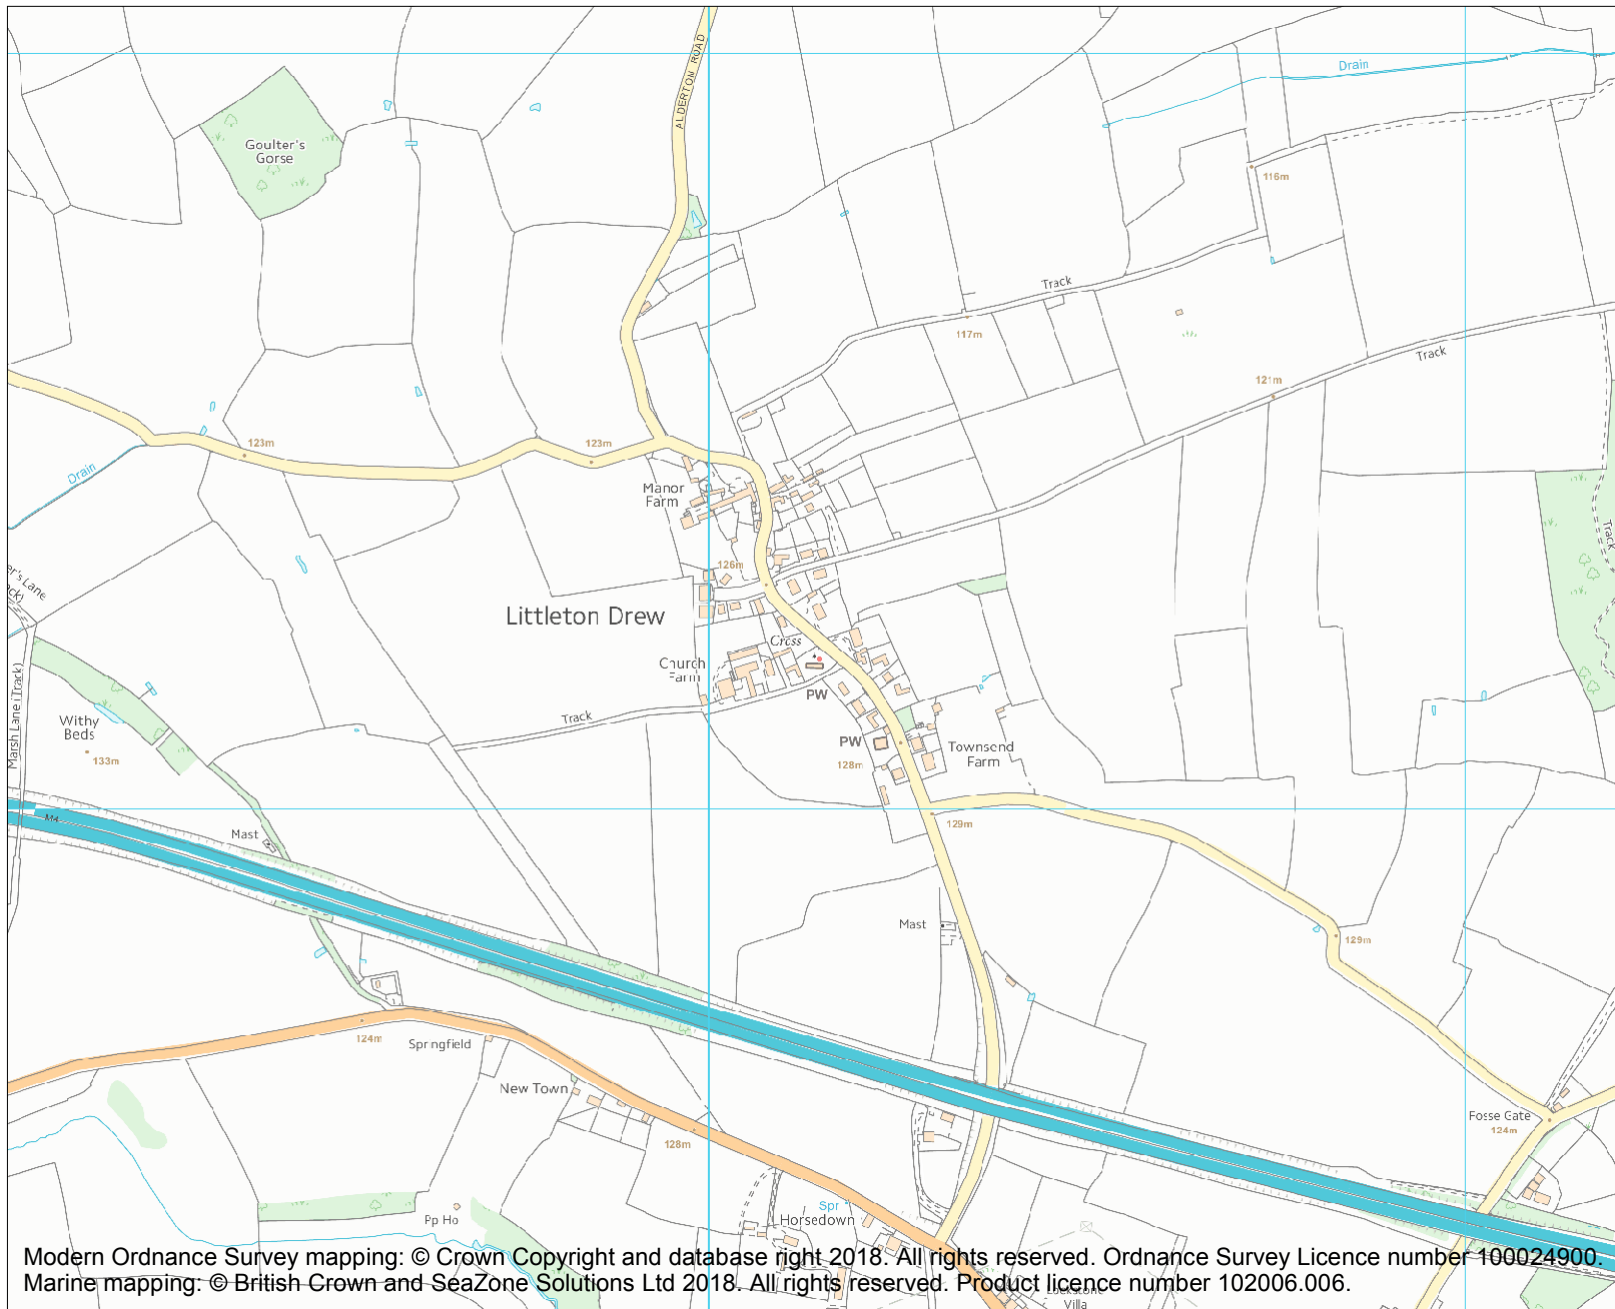 ALDERTON ROAD
Drain
Goulter's
Gorse
116m
Track
117m
Track
121m
123m
123m
Drain
Manor
Farm
Track
126m
Littleton Drew
Cross
Church
Farm
PW
Marsh Lane (Track)
Withy
Beds
133m
Track
PW
128m
Townsend
Farm
M4
Mast
129m
Mast
129m
124m
Springfield
New Town
128m
Fosse Gate
124m
Pp Ho
Spr
Horsedown
Modern Ordnance Survey mapping: © Crown Copyright and database right 2018. All rights reserved. Ordnance Survey Licence number 100024900.
Marine mapping: © British Crown and SeaZone Solutions Ltd 2018. All rights reserved. Product licence number 102006.006.
Villa